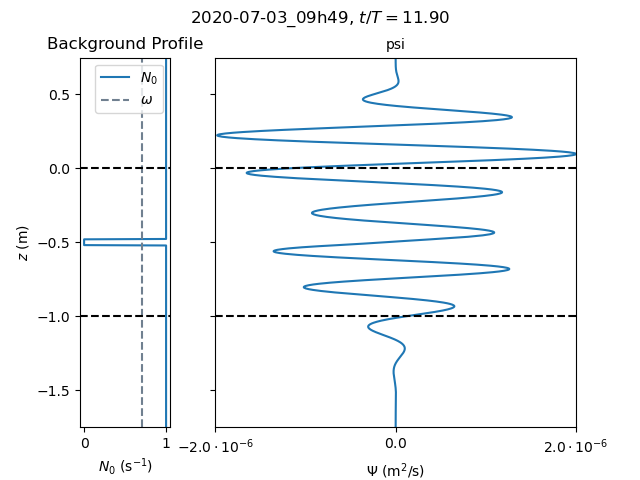 2020-07-03_09h49, t/T = 11.90
Background Profile
psi
N₀
ω
0.5
0.0
−0.5
−1.0
−1.5
z (m)
0 1
N₀ (s⁻¹)
−2.0·10⁻⁶ 0.0 2.0·10⁻⁶
Ψ (m²/s)